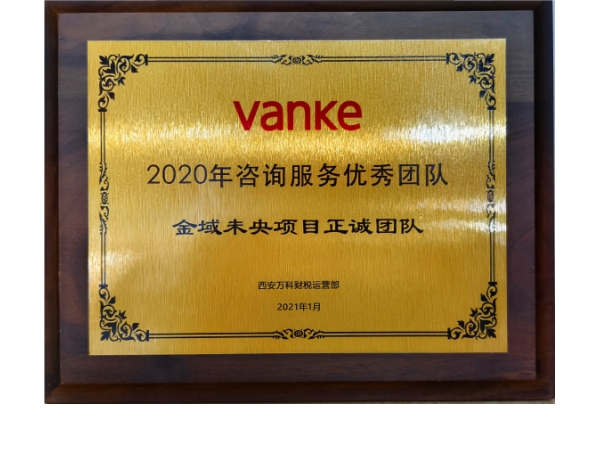 vanke
2020年咨询服务优秀团队
金域未央项目正诚团队
西安万科财税运营部
2021年1月